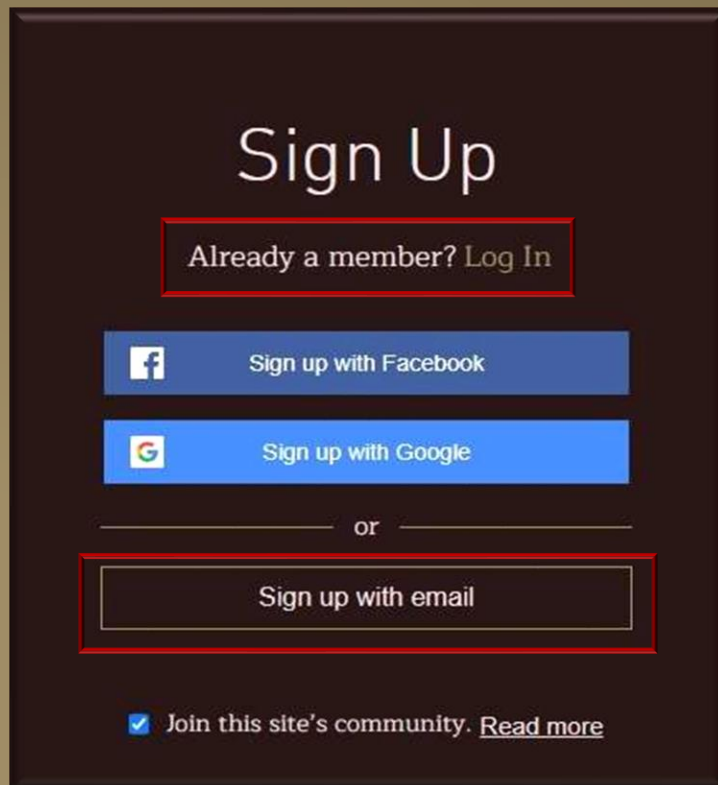 Sign Up
Already a member? Log In
Sign up with Facebook
Sign up with Google
or
Sign up with email
Join this site's community. Read more